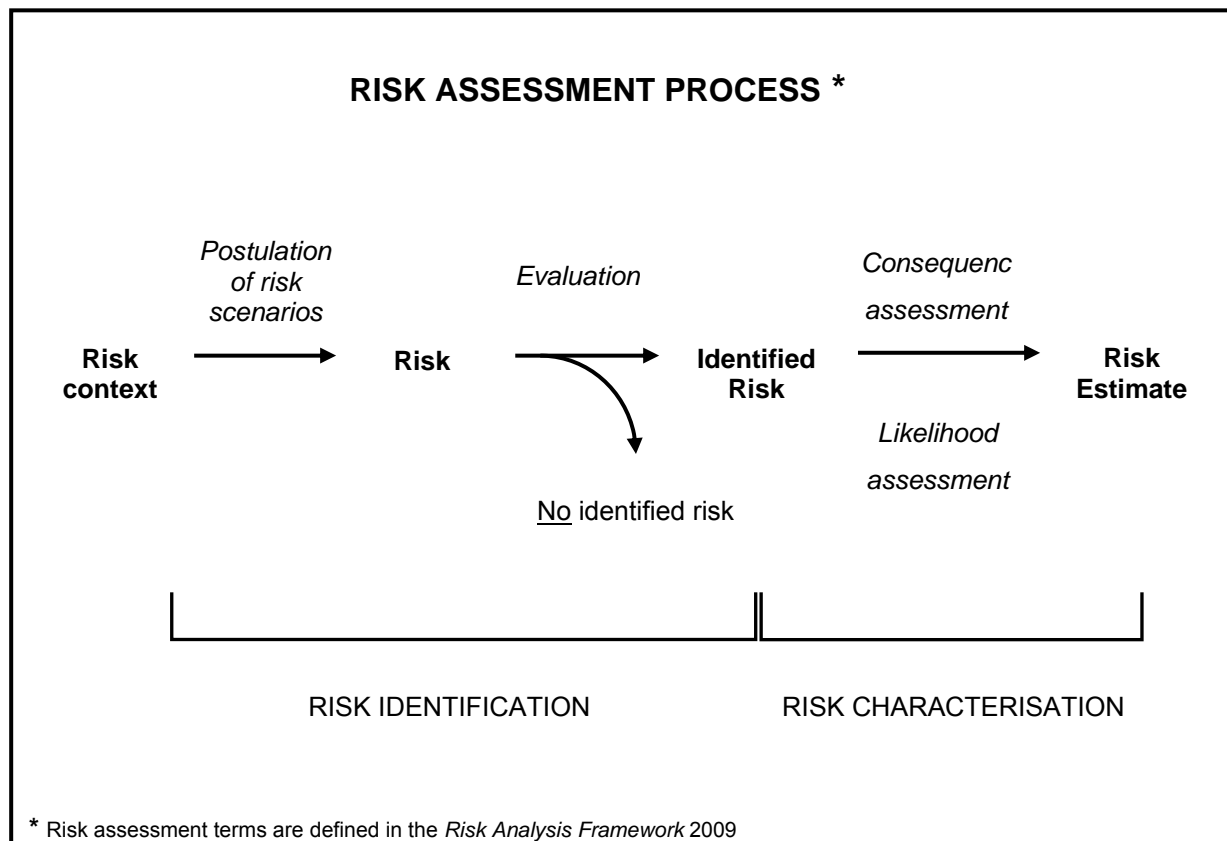 RISK ASSESSMENT PROCESS *
Postulation
of risk
scenarios
Evaluation
Consequenc
assessment
Risk
context
Risk
Identified
Risk
Risk
Estimate
Likelihood
assessment
No identified risk
RISK IDENTIFICATION
RISK CHARACTERISATION
* Risk assessment terms are defined in the Risk Analysis Framework 2009